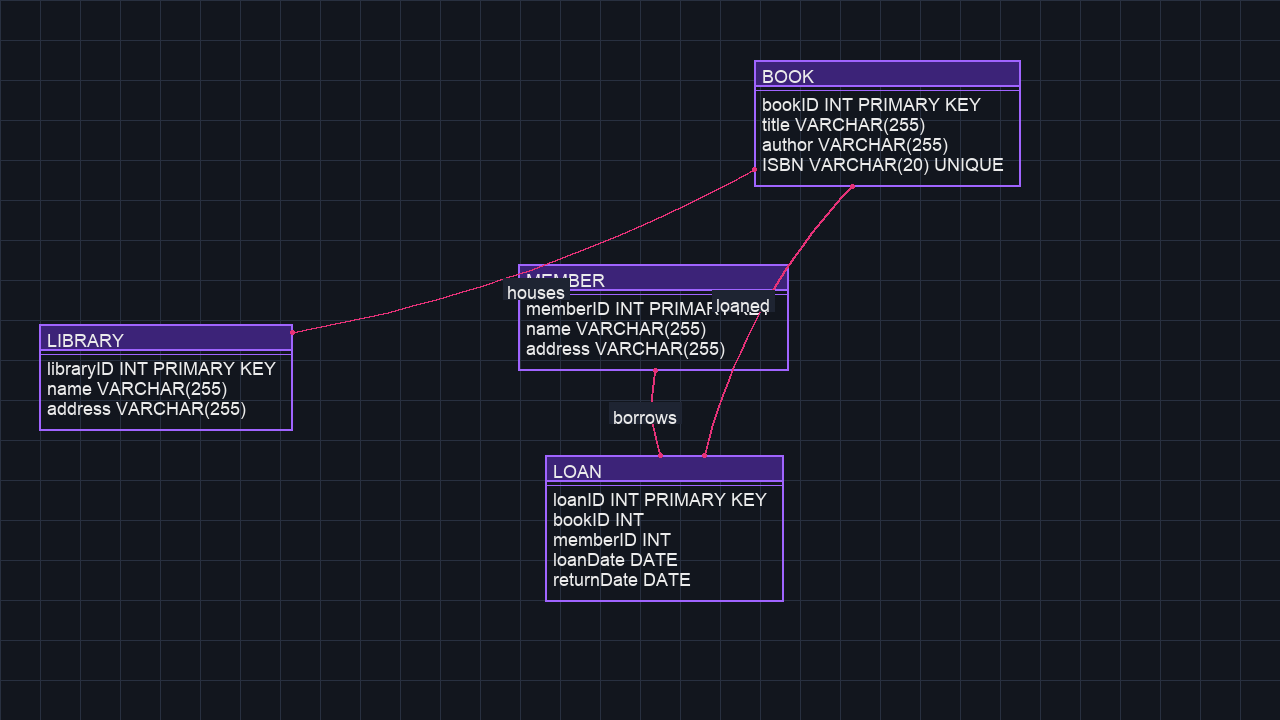 BOOK
bookID INT PRIMARY KEY
title VARCHAR(255)
author VARCHAR(255)
ISBN VARCHAR(20) UNIQUE
MEMBER
houses
loaned
memberID INT PRIMARY KEY
name VARCHAR(255)
address VARCHAR(255)
LIBRARY
libraryID INT PRIMARY KEY
name VARCHAR(255)
address VARCHAR(255)
borrows
LOAN
loanID INT PRIMARY KEY
bookID INT
memberID INT
loanDate DATE
returnDate DATE